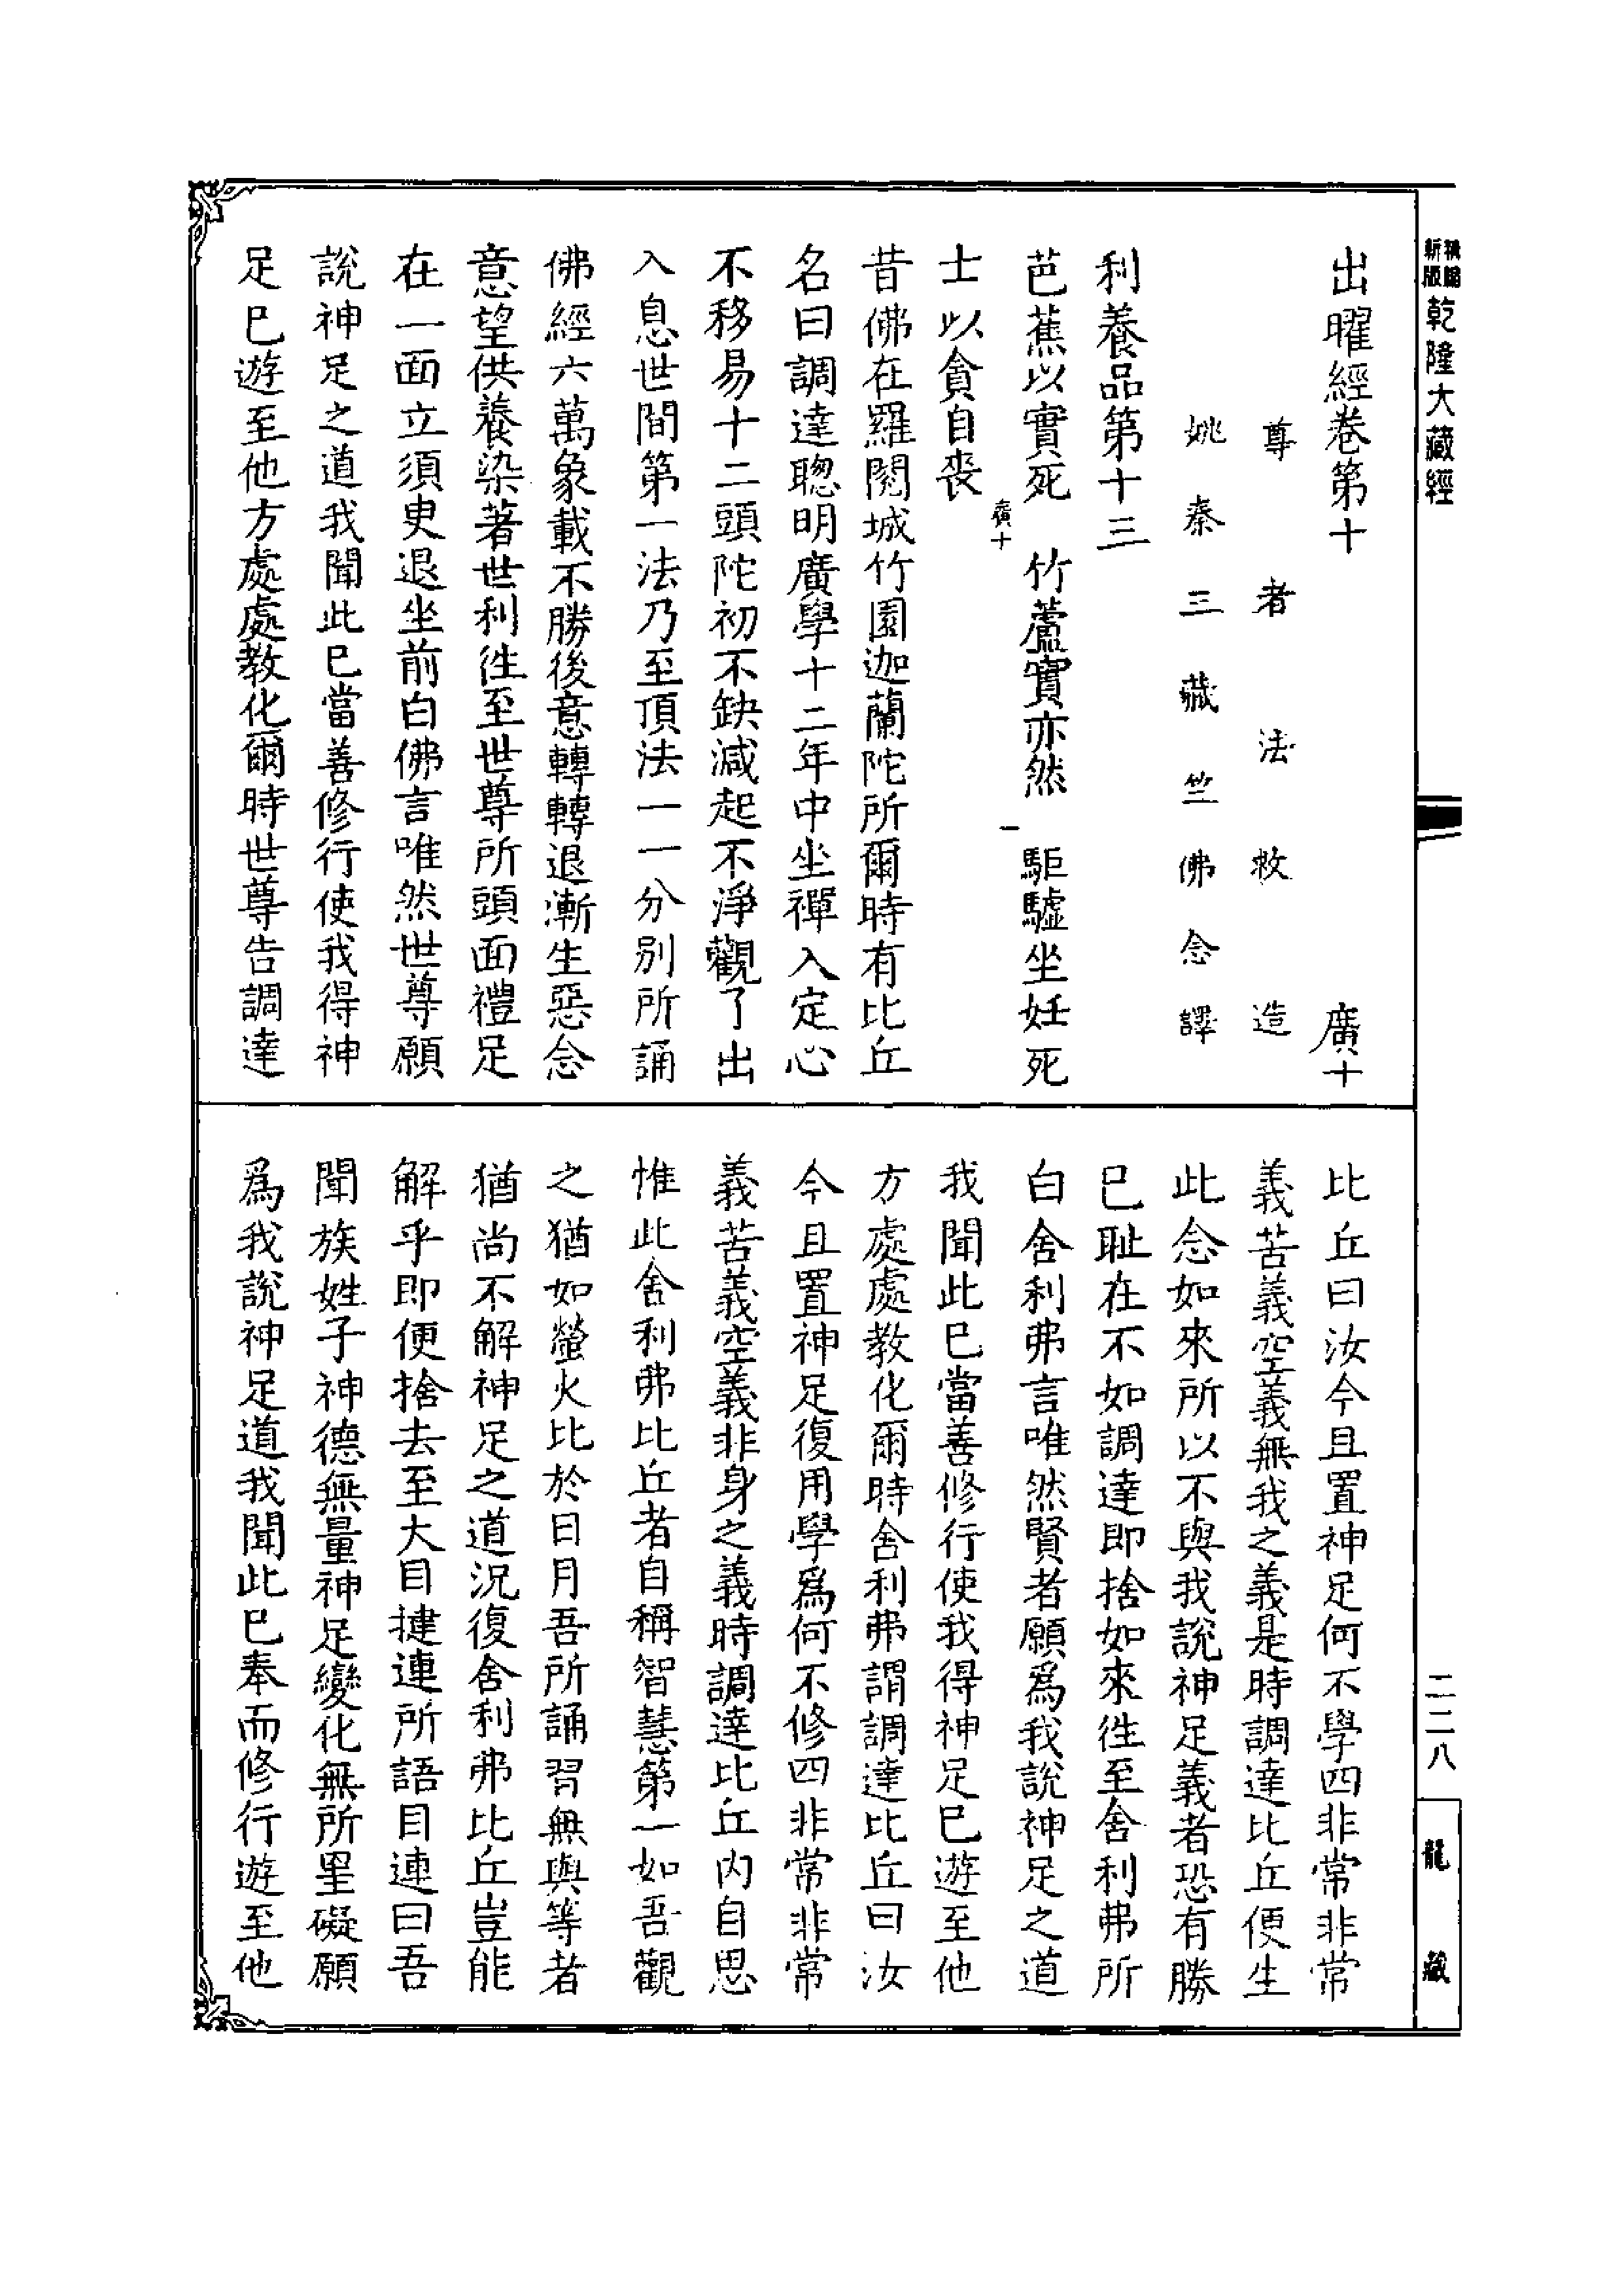 新編
新版
乾隆大藏經
出曜經卷第十 廣十
尊者法救造
姚秦三藏竺佛念譯
利養品第十三
芭蕉以實死 竹蘆實亦然 駏驉坐妊死
廣十 一
士以貪自喪
昔佛在羅閱城竹園迦蘭陀所爾時有比丘
名曰調達聰明廣學十二年中坐禪入定心
不移易十二頭陀初不缺減起不淨觀了出
入息世間第一法乃至頂法一一分別所誦
佛經六萬象載不勝後意轉轉退漸生惡念
意望供養染著世利徃至世尊所頭面禮足
在一面立須臾退坐前白佛言唯然世尊願
說神足之道我聞此已當善修行使我得神
足已遊至他方處處教化爾時世尊告調達
比丘曰汝今且置神足何不學四非常非常
義苦義空義無我之義是時調達比丘便生
此念如來所以不與我說神足義者恐有勝
已耻在不如調達即捨如來徃至舍利弗所
白舍利弗言唯然賢者願爲我說神足之道
我聞此已當善修行使我得神足已遊至他
方處處教化爾時舍利弗謂調達比丘曰汝
今且置神足復用學爲何不修四非常非常
義苦義空義非身之義時調達比丘内自思
惟此舍利弗比丘者自稱智慧第一如吾觀
之猶如螢火比於日月吾所誦習無與等者
猶尚不解神足之道況復舍利弗比丘豈能
解乎即便捨去至大目揵連所語目連曰吾
聞族姓子神德無量神足變化無所罣礙願
爲我說神足道我聞此已奉而修行遊至他
二二八
龍藏